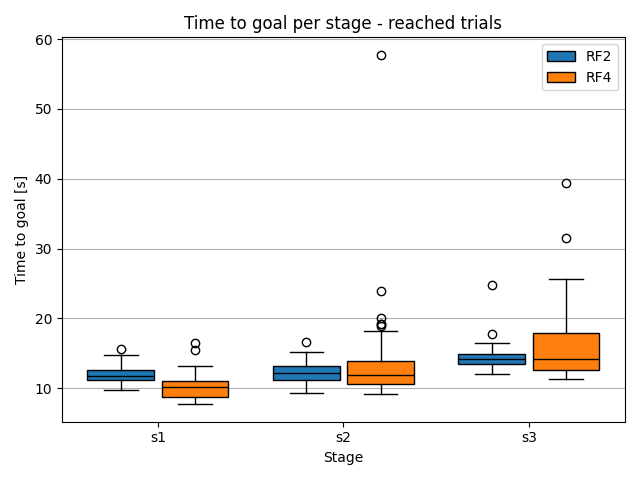 Time to goal per stage - reached trials
RF2
RF4
Time to goal [s]
60
50
40
30
20
10
s1
s2
s3
Stage